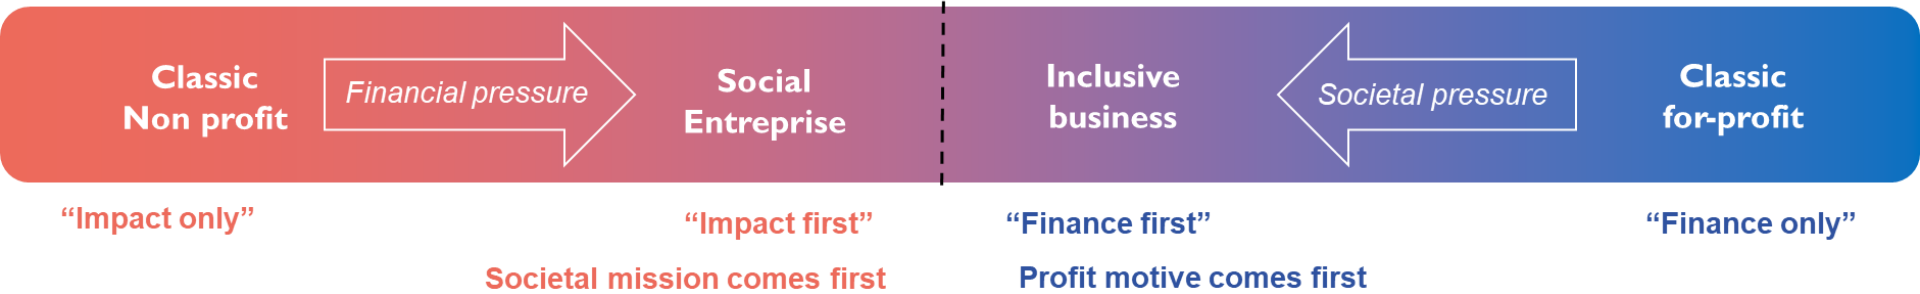 Classic
Non profit
Financial pressure
Social
Entreprise
Inclusive
business
Societal pressure
Classic
for-profit
“Impact only”
“Impact first”
“Finance first”
“Finance only”
Societal mission comes first
Profit motive comes first